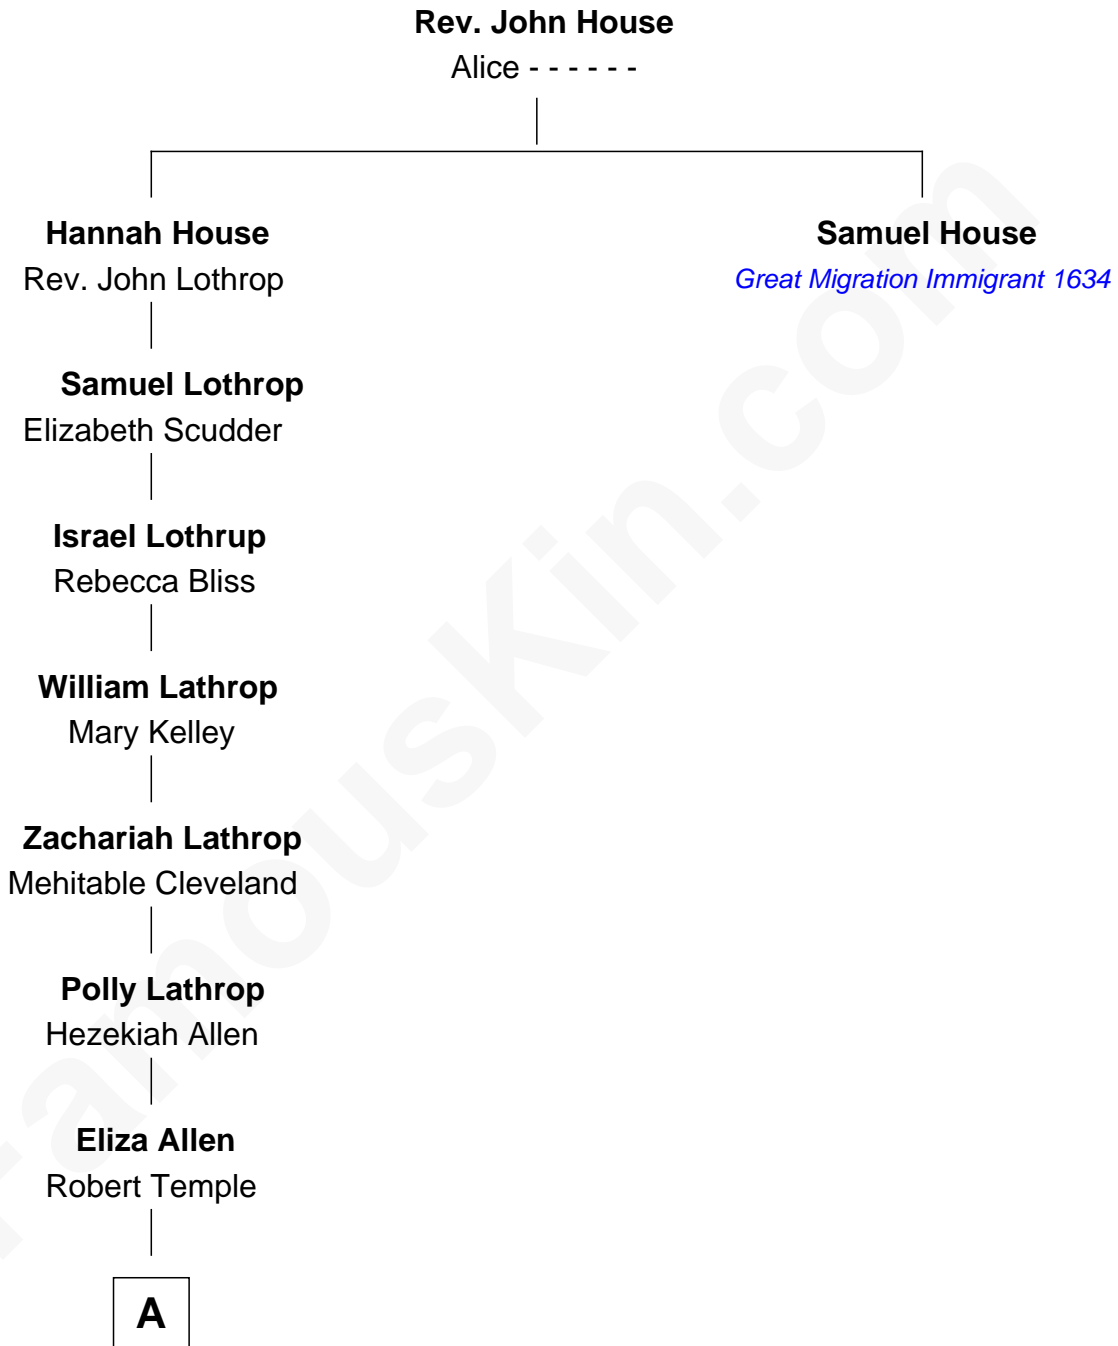 Rev. John House
Alice - - - - - -
Hannah House
Rev. John Lothrop
Samuel House
Great Migration Immigrant 1634
Samuel Lothrop
Elizabeth Scudder
Israel Lothrup
Rebecca Bliss
William Lathrop
Mary Kelley
Zachariah Lathrop
Mehitable Cleveland
Polly Lathrop
Hezekiah Allen
Eliza Allen
Robert Temple
A
FamousKin.com